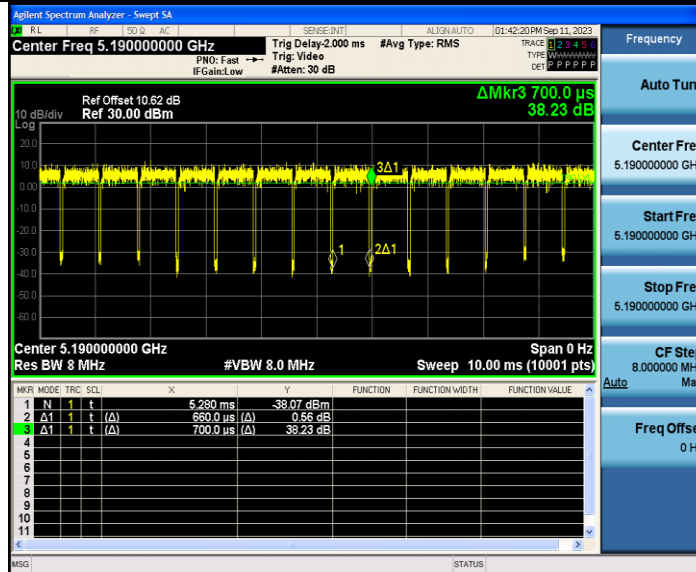 Agilent Spectrum Analyzer - Swept SA
RL RF 50 Ω AC SENSE:INT ALIGN AUTO 01:42:20 PM Sep 11, 2023
Center Freq 5.190000000 GHz
PNO: Fast
IFGain:Low
Trig Delay-2.000 ms
Trig: Video
#Atten: 30 dB
#Avg Type: RMS
TRACE 1 2 3 4 5 6
TYPE
DET P P P P P P
Ref Offset 10.62 dB
10 dB/div Ref 30.00 dBm
Log
ΔMkr3 700.0 µs
38.23 dB
20.0
10.0
0.00
-10.0
-20.0
-30.0
-40.0
-50.0
-60.0
3Δ1
1
2Δ1
Center 5.190000000 GHz Span 0 Hz
Res BW 8 MHz #VBW 8.0 MHz Sweep 10.00 ms (10001 pts)
MKR MODE TRC SCL X Y FUNCTION FUNCTION WIDTH FUNCTION VALUE
1 N 1 t 5.280 ms -38.07 dBm
2 Δ1 1 t (Δ) 660.0 µs (Δ) 0.56 dB
3 Δ1 1 t (Δ) 700.0 µs (Δ) 38.23 dB
4
5
6
7
8
9
10
11
MSG STATUS
Frequency
Auto Tun
Center Fre
5.190000000 GH
Start Fre
5.190000000 GH
Stop Fre
5.190000000 GH
CF Ste
8.000000 MH
Auto Ma
Freq Offse
0 H